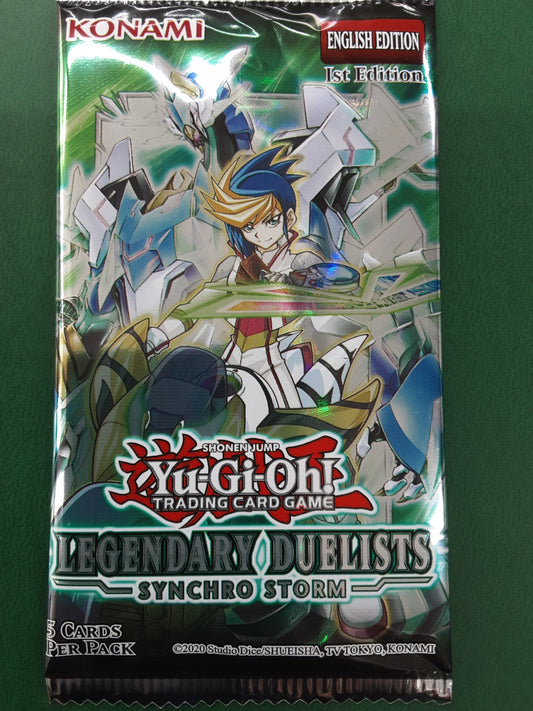 KONAMI
ENGLISH EDITION
1st Edition
SHONEN JUMP
Yu-Gi-Oh!
TRADING CARD GAME
LEGENDARY DUELISTS
SYNCHRO STORM
5 CARDS
PER PACK
©2020 Studio Dice/SHUEISHA, TV TOKYO, KONAMI